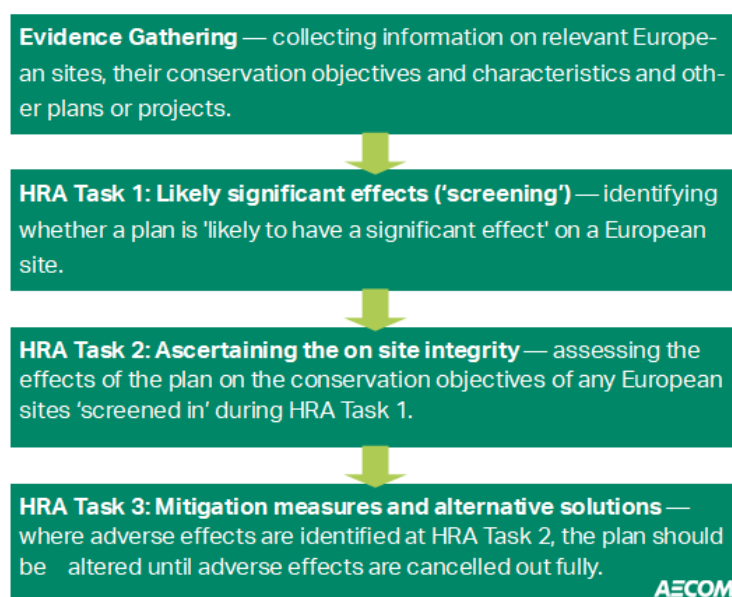 Evidence Gathering — collecting information on relevant Europe-
an sites, their conservation objectives and characteristics and oth-
er plans or projects.
HRA Task 1: Likely significant effects (‘screening’) — identifying
whether a plan is 'likely to have a significant effect' on a European
site.
HRA Task 2: Ascertaining the on site integrity — assessing the
effects of the plan on the conservation objectives of any European
sites ‘screened in’ during HRA Task 1.
HRA Task 3: Mitigation measures and alternative solutions —
where adverse effects are identified at HRA Task 2, the plan should
be altered until adverse effects are cancelled out fully.
AECOM